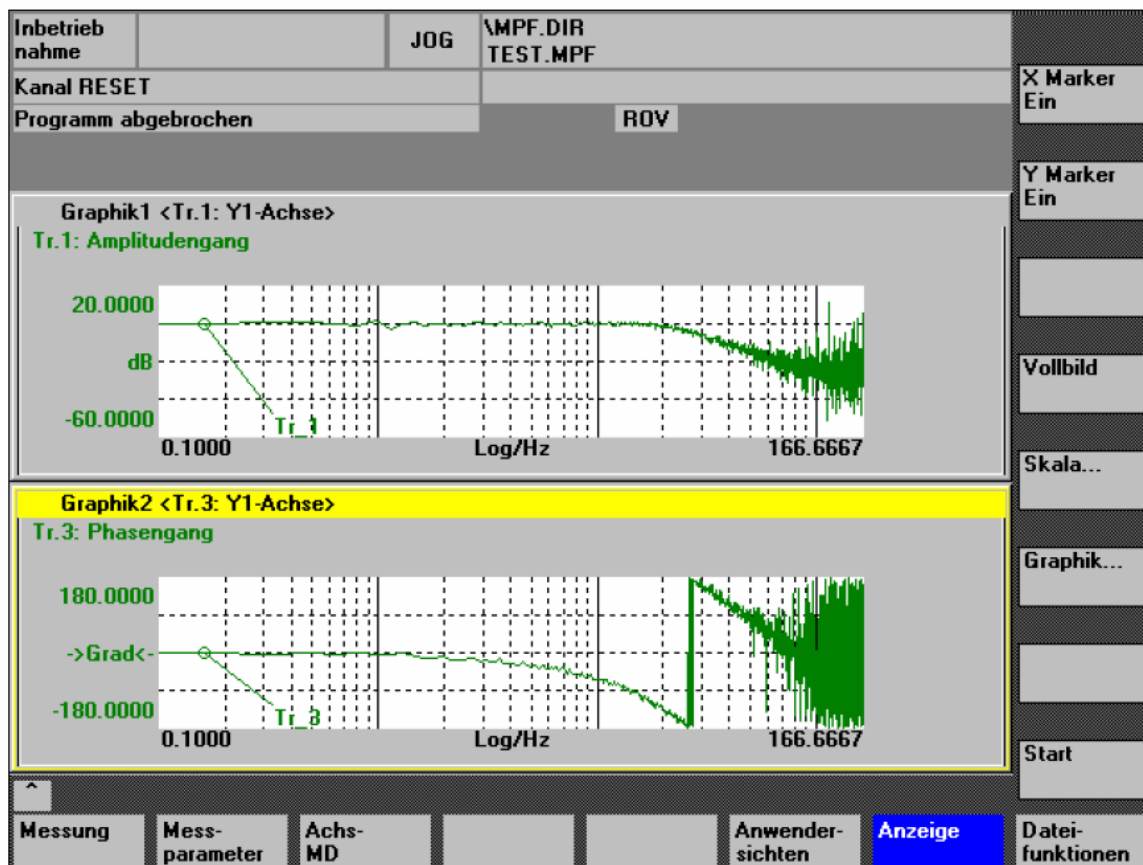 Inbetrieb
nahme
JOG
\MPF.DIR
TEST.MPF
Kanal RESET
Programm abgebrochen
ROV
Graphik1 <Tr.1: Y1-Achse>
Tr.1: Amplitudengang
20.0000
dB
-60.0000
Tr_1
0.1000
Log/Hz
166.6667
Graphik2 <Tr.3: Y1-Achse>
Tr.3: Phasengang
180.0000
->Grad<-
-180.0000
Tr_3
0.1000
Log/Hz
166.6667
X Marker
Ein
Y Marker
Ein
Vollbild
Skala...
Graphik...
Start
^
Messung
Mess-
parameter
Achs-
MD
Anwender-
sichten
Anzeige
Datei-
funktionen